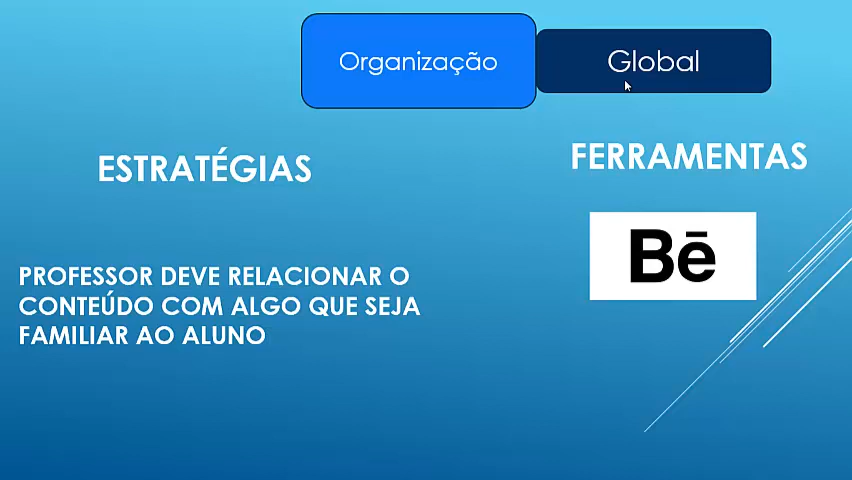 Organização
Global
ESTRATÉGIAS
FERRAMENTAS
Bē
PROFESSOR DEVE RELACIONAR O
CONTEÚDO COM ALGO QUE SEJA
FAMILIAR AO ALUNO